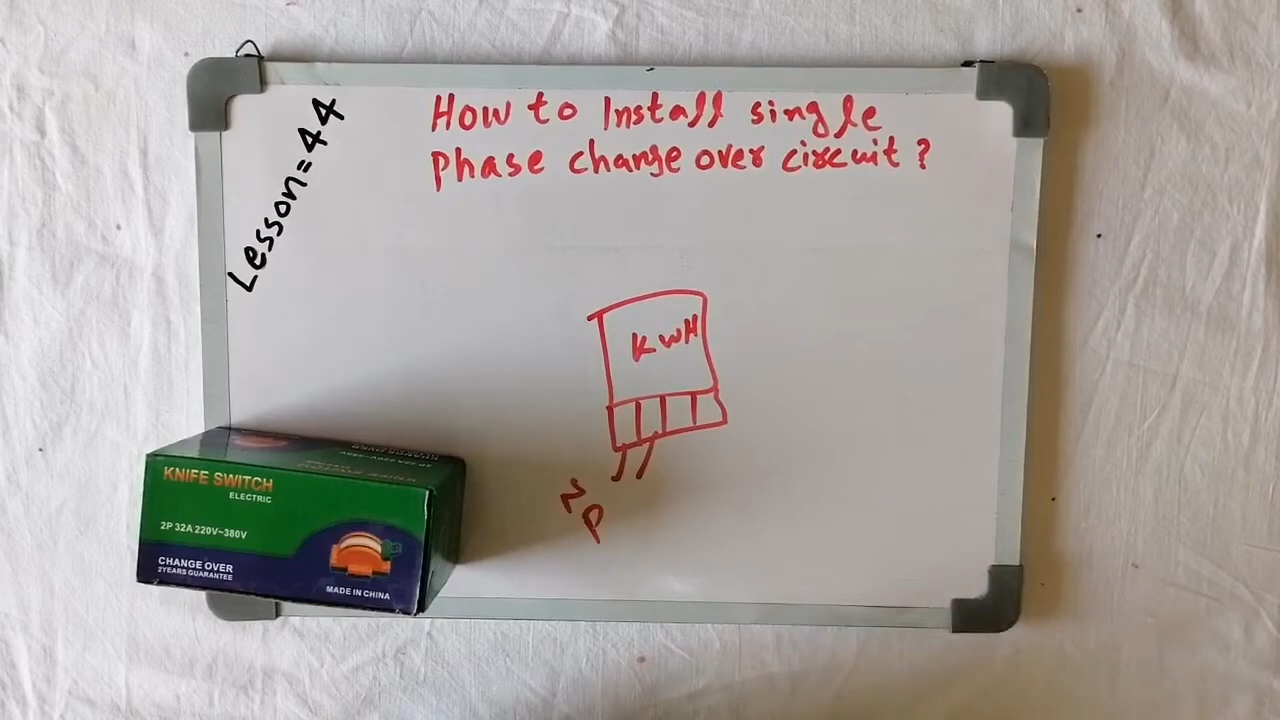 Lesson=44
How to Install single
phase change over circuit ?
KWH
N
P
KNIFE SWITCH
ELECTRIC
2P 32A 220V~380V
CHANGE OVER
2YEARS GUARANTEE
MADE IN CHINA